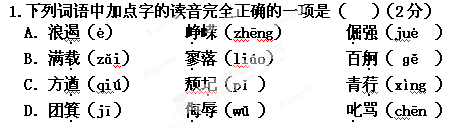 1.下列词语中加点字的读音完全正确的一项是（  ）(2分)
A. 浪遏（è） 峥嵘（zhēng） 倔强（juè ）
B. 满载（zǎi） 寥落（liáo） 百舸（ gě ）
C. 方遒（qiú） 颓圮（pǐ ） 青荇（xìng ）
D. 团箕（jī） 侮辱（wǔ ） 叱骂（chēn ）